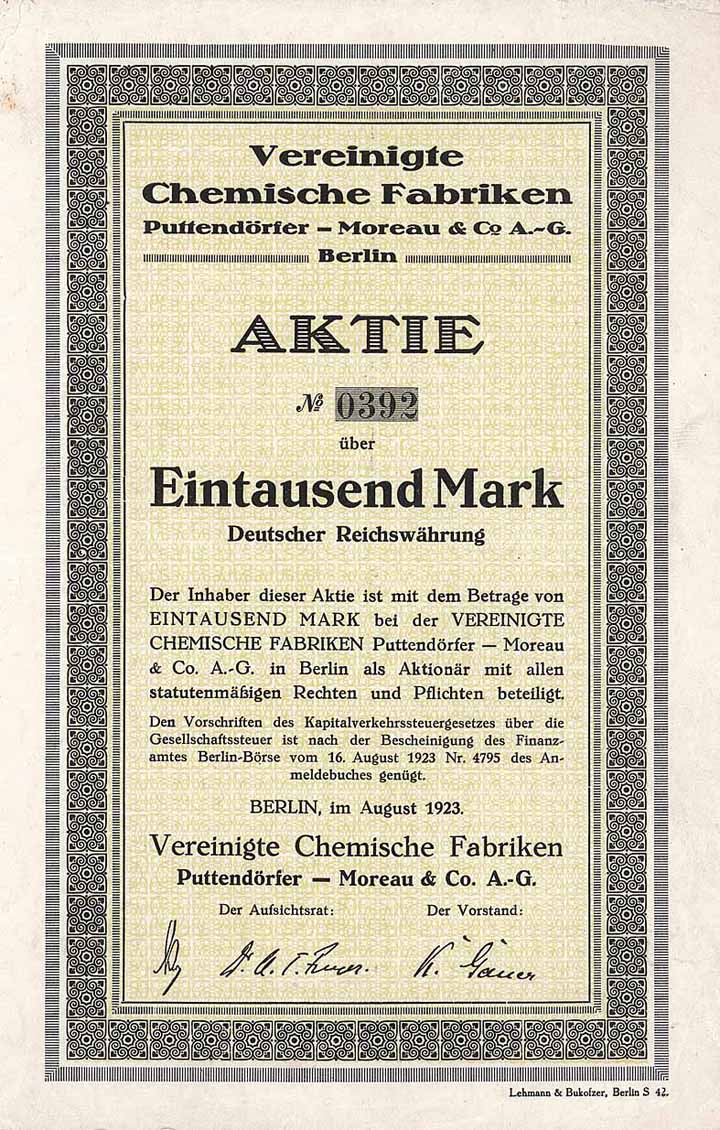 Vereinigte
Chemische Fabriken
Puttendörfer – Moreau & Co A.-G.
Berlin
AKTIE
No 0392
über
Eintausend Mark
Deutscher Reichswährung
Der Inhaber dieser Aktie ist mit dem Betrage von
EINTAUSEND MARK bei der VEREINIGTE
CHEMISCHE FABRIKEN Puttendörfer — Moreau
& Co. A.-G. in Berlin als Aktionär mit allen
statutenmäßigen Rechten und Pflichten beteiligt.
Den Vorschriften des Kapitalverkehrssteuergesetzes über die
Gesellschaftssteuer ist nach der Bescheinigung des Finanz-
amtes Berlin-Börse vom 16. August 1923 Nr. 4795 des An-
meldebuches genügt.
BERLIN, im August 1923.
Vereinigte Chemische Fabriken
Puttendörfer — Moreau & Co. A.-G.
Der Aufsichtsrat: Der Vorstand:
Lehmann & Bukofzer, Berlin S 42.